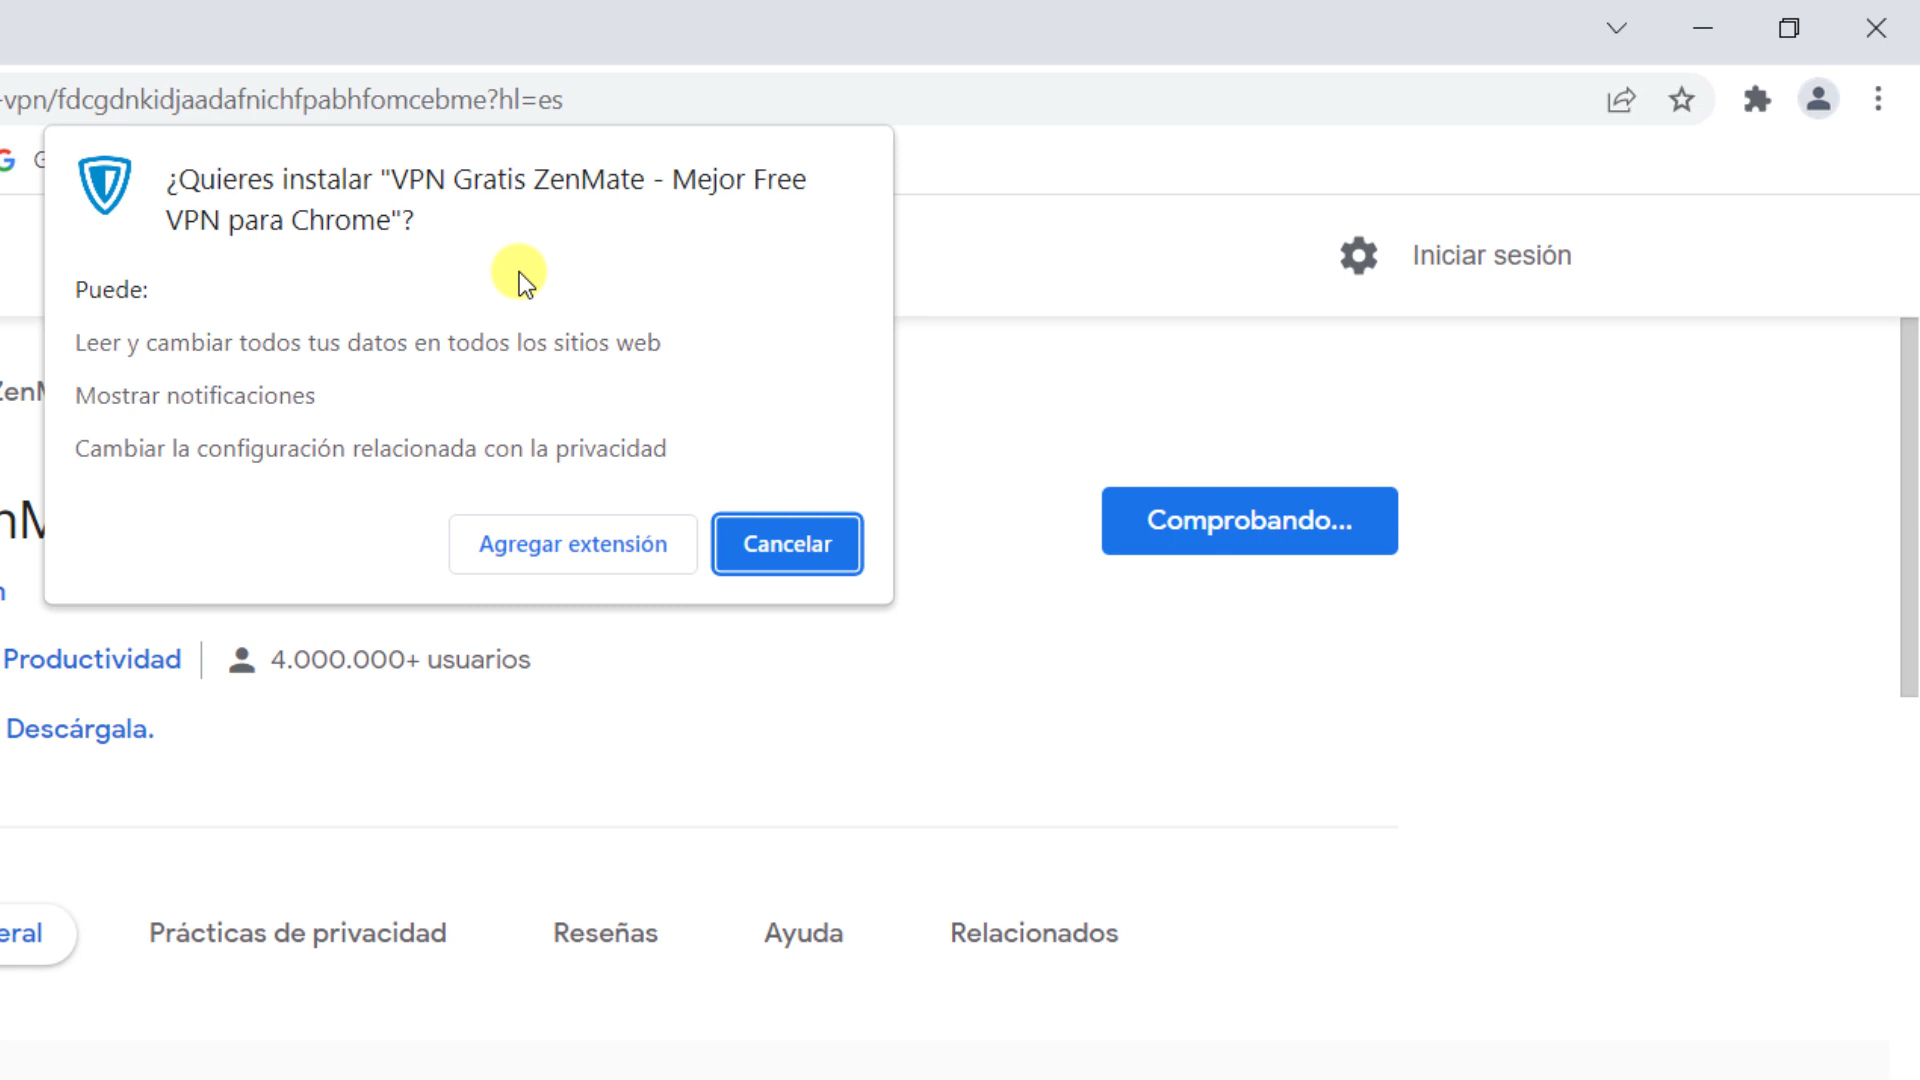 -vpn/fdcgdnkidjaadafnichfpabhfomcebme?hl=es
¿Quieres instalar "VPN Gratis ZenMate - Mejor Free
VPN para Chrome"?
Iniciar sesión
Puede:
Leer y cambiar todos tus datos en todos los sitios web
Mostrar notificaciones
Cambiar la configuración relacionada con la privacidad
Agregar extensión
Cancelar
Comprobando...
Productividad
4.000.000+ usuarios
Descárgala.
eral
Prácticas de privacidad
Reseñas
Ayuda
Relacionados